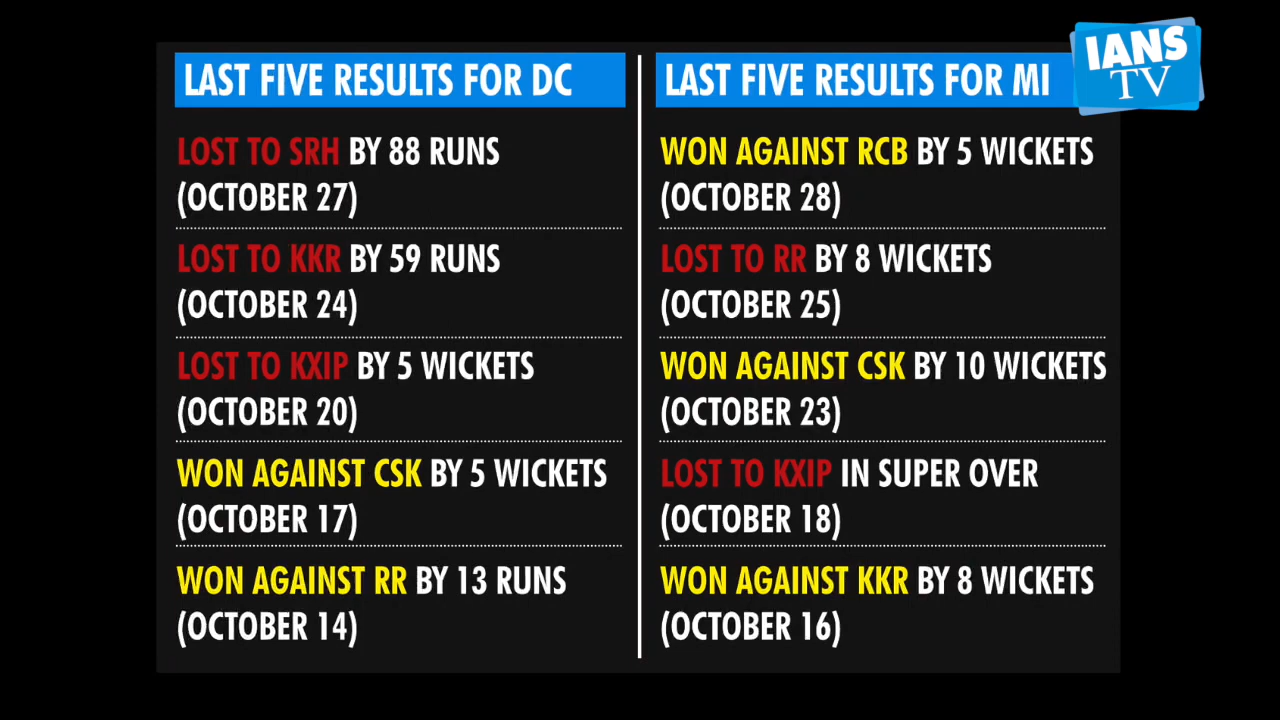 IANS
TV
LAST FIVE RESULTS FOR DC
LOST TO SRH BY 88 RUNS
(OCTOBER 27)
LOST TO KKR BY 59 RUNS
(OCTOBER 24)
LOST TO KXIP BY 5 WICKETS
(OCTOBER 20)
WON AGAINST CSK BY 5 WICKETS
(OCTOBER 17)
WON AGAINST RR BY 13 RUNS
(OCTOBER 14)
LAST FIVE RESULTS FOR MI
WON AGAINST RCB BY 5 WICKETS
(OCTOBER 28)
LOST TO RR BY 8 WICKETS
(OCTOBER 25)
WON AGAINST CSK BY 10 WICKETS
(OCTOBER 23)
LOST TO KXIP IN SUPER OVER
(OCTOBER 18)
WON AGAINST KKR BY 8 WICKETS
(OCTOBER 16)